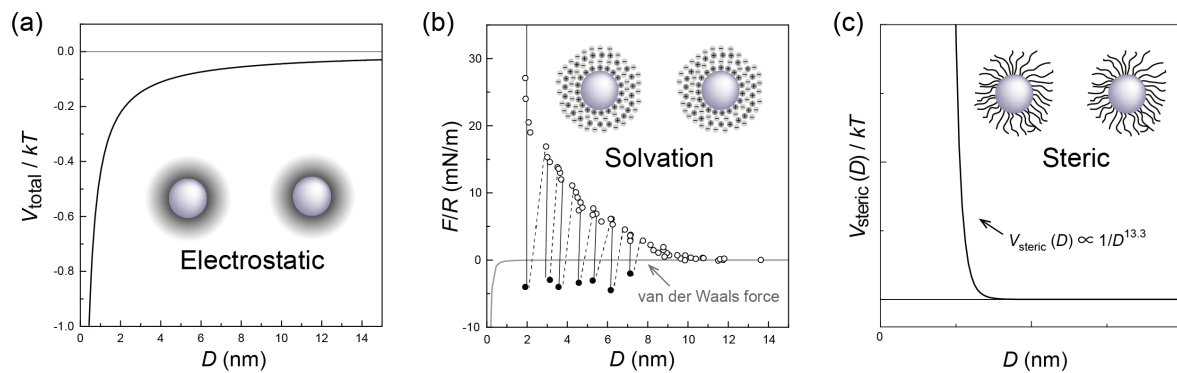 (a)
V_total / kT
0.0
-0.2
-0.4
-0.6
-0.8
-1.0
0 2 4 6 8 10 12 14
D (nm)
Electrostatic
(b)
F/R (mN/m)
30
20
10
0
-10
0 2 4 6 8 10 12 14
D (nm)
Solvation
van der Waals force
(c)
V_steric (D) / kT
0
D (nm)
Steric
V_steric (D) ∝ 1/D^13.3